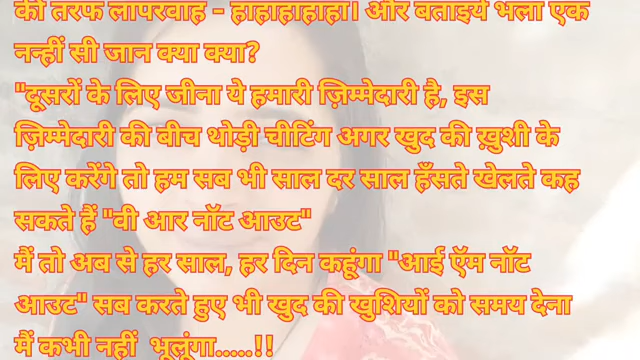 की तरफ लापरवाह - हाहाहाहाहा। और बताइये भला एक
नन्हीं सी जान क्या क्या?
"दूसरों के लिए जीना ये हमारी ज़िम्मेदारी है, इस
ज़िम्मेदारी की बीच थोड़ी चीटिंग अगर खुद की ख़ुशी के
लिए करेंगे तो हम सब भी साल दर साल हँसते खेलते कह
सकते हैं "वी आर नॉट आउट"
मैं तो अब से हर साल, हर दिन कहूंगा "आई ऍम नॉट
आउट" सब करते हुए भी खुद की खुशियों को समय देना
मैं कभी नहीं भूलूंगा.....!!